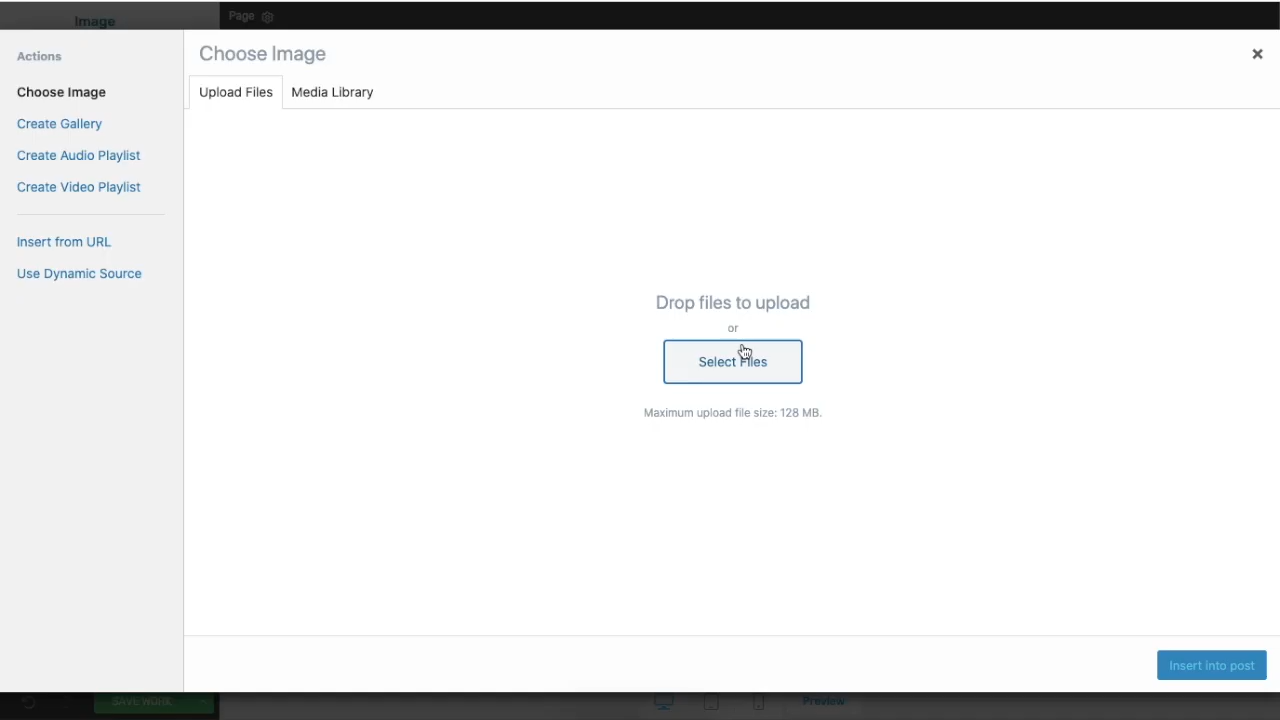 Image
Page
Actions
Choose Image
Create Gallery
Create Audio Playlist
Create Video Playlist
Insert from URL
Use Dynamic Source
Choose Image
Upload Files
Media Library
Drop files to upload
or
Select Files
Maximum upload file size: 128 MB.
Insert into post
SAVE WORK
Preview